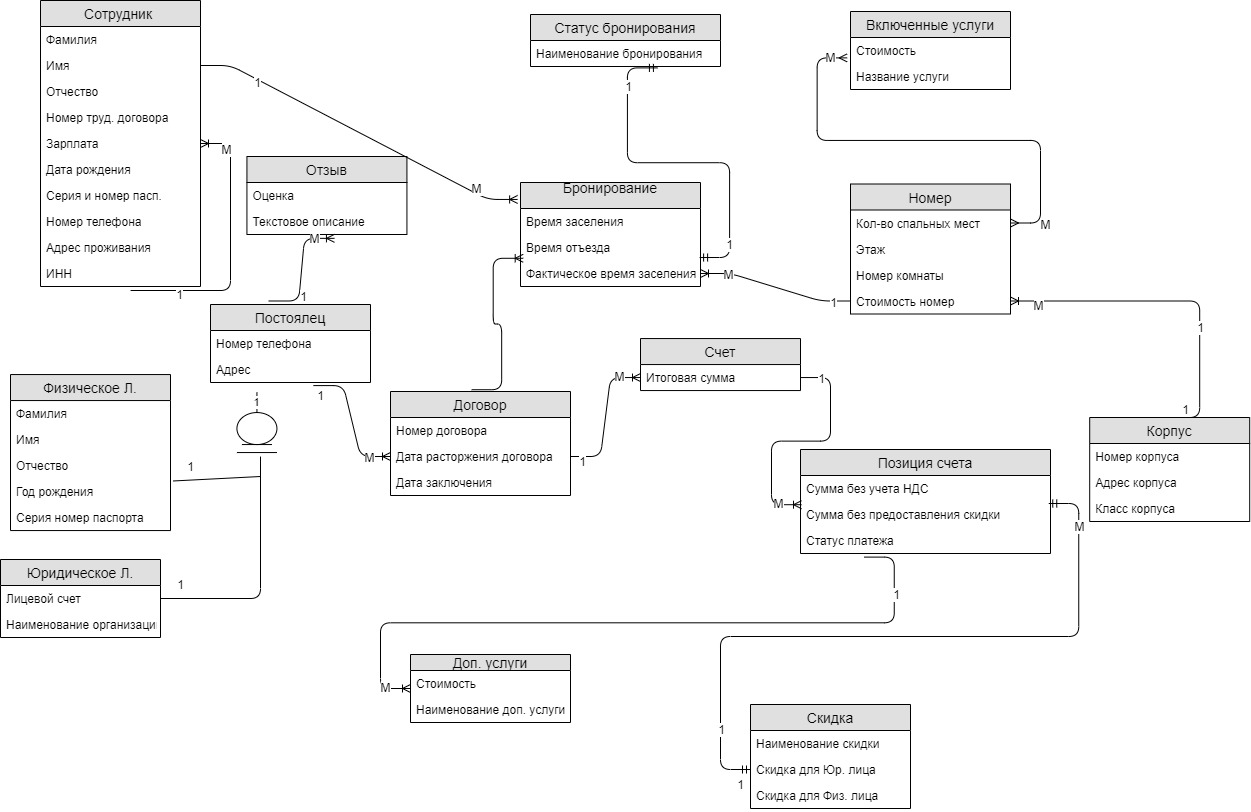 Сотрудник
Фамилия
Имя
Отчество
Номер труд. договора
Зарплата
Дата рождения
Серия и номер пасп.
Номер телефона
Адрес проживания
ИНН
1
M
1
M
Статус бронирования
Наименование бронирования
1
1
Включенные услуги
Стоимость
Название услуги
M
M
Отзыв
Оценка
Текстовое описание
M
1
Бронирование
Время заселения
Время отъезда
Фактическое время заселения
M
1
Номер
Кол-во спальных мест
Этаж
Номер комнаты
Стоимость номер
M
1
1
Постоялец
Номер телефона
Адрес
1
1
M
Счет
Итоговая сумма
M
1
1
Физическое Л.
Фамилия
Имя
Отчество
Год рождения
Серия номер паспорта
1
Договор
Номер договора
Дата расторжения договора
Дата заключения
Корпус
Номер корпуса
Адрес корпуса
Класс корпуса
Позиция счета
Сумма без учета НДС
Сумма без предоставления скидки
Статус платежа
M
M
1
1
Юридическое Л.
Лицевой счет
Наименование организаци
1
Доп. услуги
Стоимость
Наименование доп. услуги
M
Скидка
Наименование скидки
Скидка для Юр. лица
Скидка для Физ. лица
1